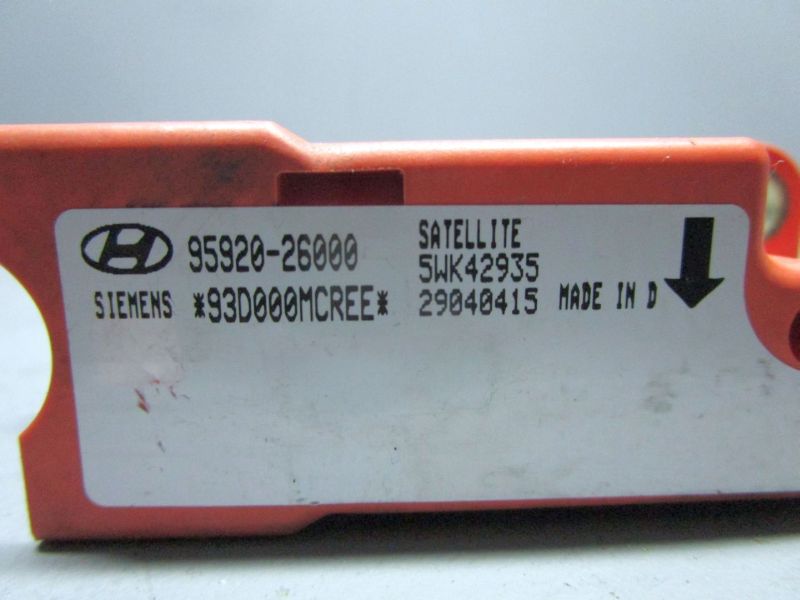 95920-26000
SIEMENS *93D000MCREE*
SATELLITE
5WK42935
29040415 MADE IN D